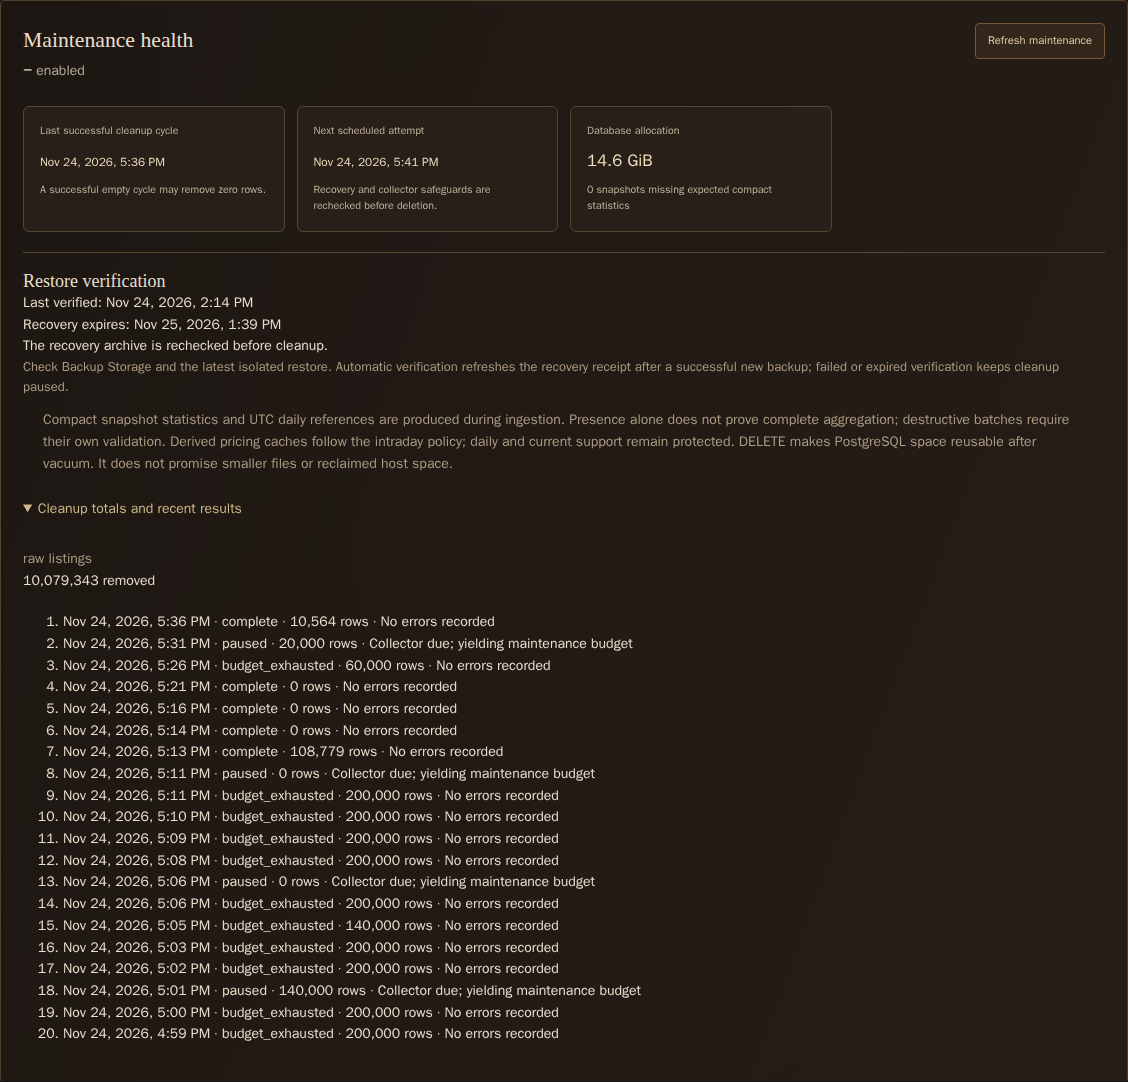 Maintenance health
Refresh maintenance
– enabled
Last successful cleanup cycle
Nov 24, 2026, 5:36 PM
A successful empty cycle may remove zero rows.
Next scheduled attempt
Nov 24, 2026, 5:41 PM
Recovery and collector safeguards are
rechecked before deletion.
Database allocation
14.6 GiB
0 snapshots missing expected compact
statistics
Restore verification
Last verified: Nov 24, 2026, 2:14 PM
Recovery expires: Nov 25, 2026, 1:39 PM
The recovery archive is rechecked before cleanup.
Check Backup Storage and the latest isolated restore. Automatic verification refreshes the recovery receipt after a successful new backup; failed or expired verification keeps cleanup
paused.
Compact snapshot statistics and UTC daily references are produced during ingestion. Presence alone does not prove complete aggregation; destructive batches require
their own validation. Derived pricing caches follow the intraday policy; daily and current support remain protected. DELETE makes PostgreSQL space reusable after
vacuum. It does not promise smaller files or reclaimed host space.
▼ Cleanup totals and recent results
raw listings
10,079,343 removed
1. Nov 24, 2026, 5:36 PM · complete · 10,564 rows · No errors recorded
2. Nov 24, 2026, 5:31 PM · paused · 20,000 rows · Collector due; yielding maintenance budget
3. Nov 24, 2026, 5:26 PM · budget_exhausted · 60,000 rows · No errors recorded
4. Nov 24, 2026, 5:21 PM · complete · 0 rows · No errors recorded
5. Nov 24, 2026, 5:16 PM · complete · 0 rows · No errors recorded
6. Nov 24, 2026, 5:14 PM · complete · 0 rows · No errors recorded
7. Nov 24, 2026, 5:13 PM · complete · 108,779 rows · No errors recorded
8. Nov 24, 2026, 5:11 PM · paused · 0 rows · Collector due; yielding maintenance budget
9. Nov 24, 2026, 5:11 PM · budget_exhausted · 200,000 rows · No errors recorded
10. Nov 24, 2026, 5:10 PM · budget_exhausted · 200,000 rows · No errors recorded
11. Nov 24, 2026, 5:09 PM · budget_exhausted · 200,000 rows · No errors recorded
12. Nov 24, 2026, 5:08 PM · budget_exhausted · 200,000 rows · No errors recorded
13. Nov 24, 2026, 5:06 PM · paused · 0 rows · Collector due; yielding maintenance budget
14. Nov 24, 2026, 5:06 PM · budget_exhausted · 200,000 rows · No errors recorded
15. Nov 24, 2026, 5:05 PM · budget_exhausted · 140,000 rows · No errors recorded
16. Nov 24, 2026, 5:03 PM · budget_exhausted · 200,000 rows · No errors recorded
17. Nov 24, 2026, 5:02 PM · budget_exhausted · 200,000 rows · No errors recorded
18. Nov 24, 2026, 5:01 PM · paused · 140,000 rows · Collector due; yielding maintenance budget
19. Nov 24, 2026, 5:00 PM · budget_exhausted · 200,000 rows · No errors recorded
20. Nov 24, 2026, 4:59 PM · budget_exhausted · 200,000 rows · No errors recorded